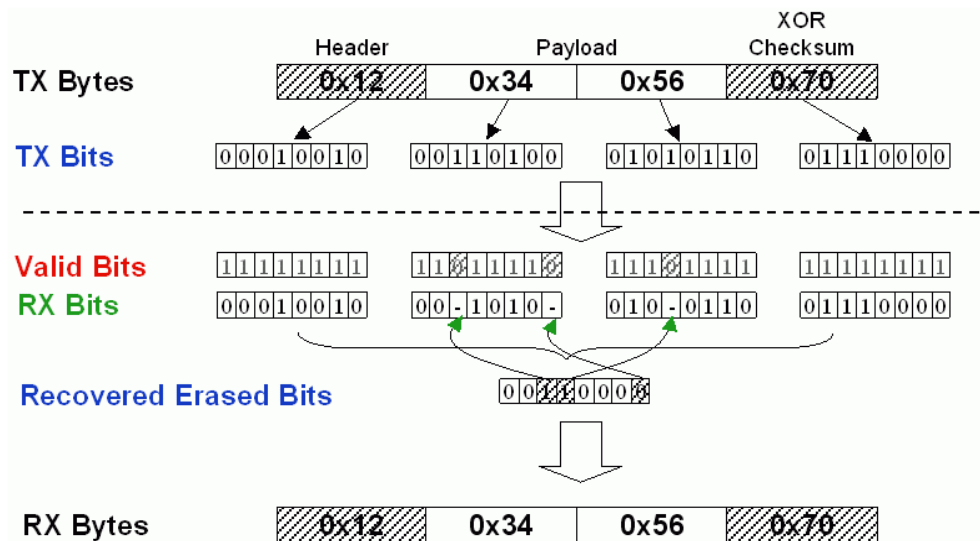 XOR
Header Payload Checksum
TX Bytes 0x12 0x34 0x56 0x70
TX Bits 00010010 00110100 01010110 01110000
Valid Bits 11111111 11011110 11101111 11111111
RX Bits 00010010 00-1010- 010-0110 01110000
Recovered Erased Bits 00110000
RX Bytes 0x12 0x34 0x56 0x70